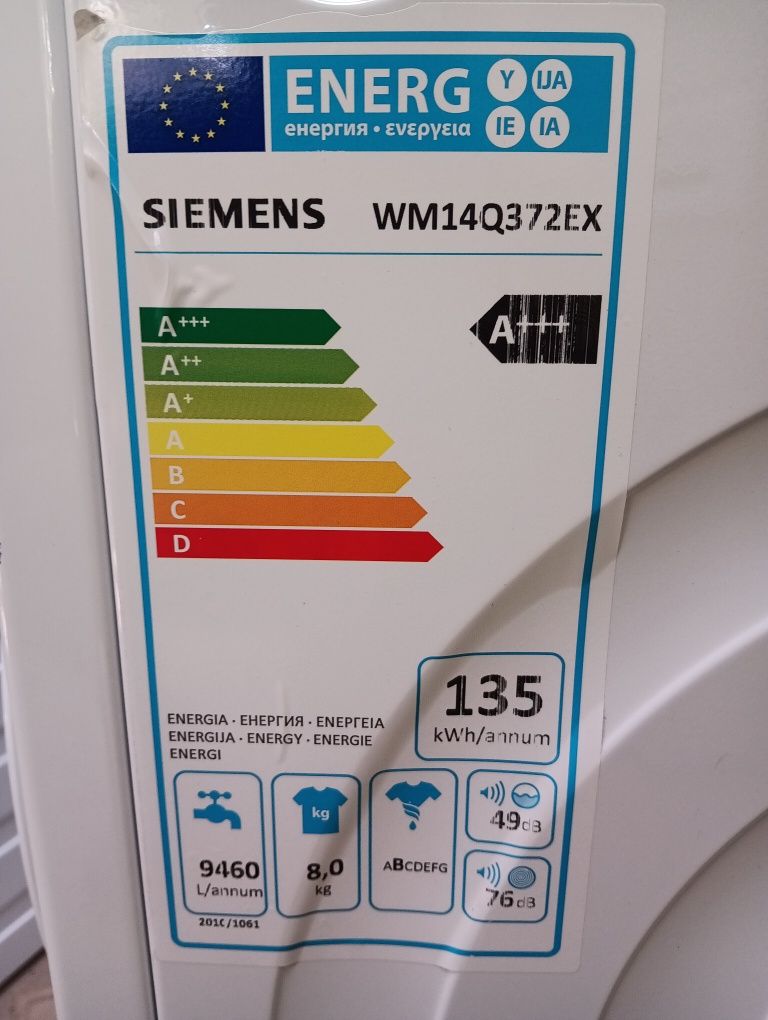 ENERG Y IJA
енергия · ενεργεια IE IA
SIEMENS WM14Q372EX
A+++ A+++
A++
A+
A
B
C
D
135
kWh/annum
ENERGIA · ЕНЕРГИЯ · ΕΝΕΡΓΕΙΑ
ENERGIJA · ENERGY · ENERGIE
ENERGI
9460
L/annum
8,0
kg
kg
ABCDEFG
49dB
76dB
2010/1061